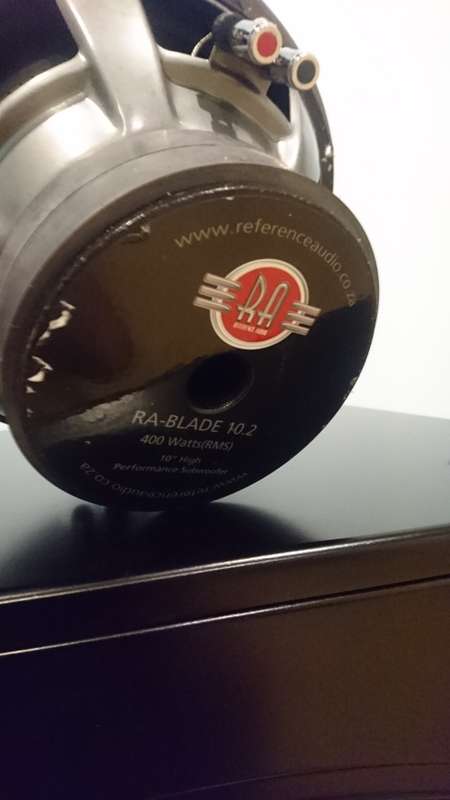 www.referenceaudio.co.za
RA
REFERENCE AUDIO
RA-BLADE 10.2
400 Watts(RMS)
10" High
Performance Subwoofer
www.referenceaudio.co.za